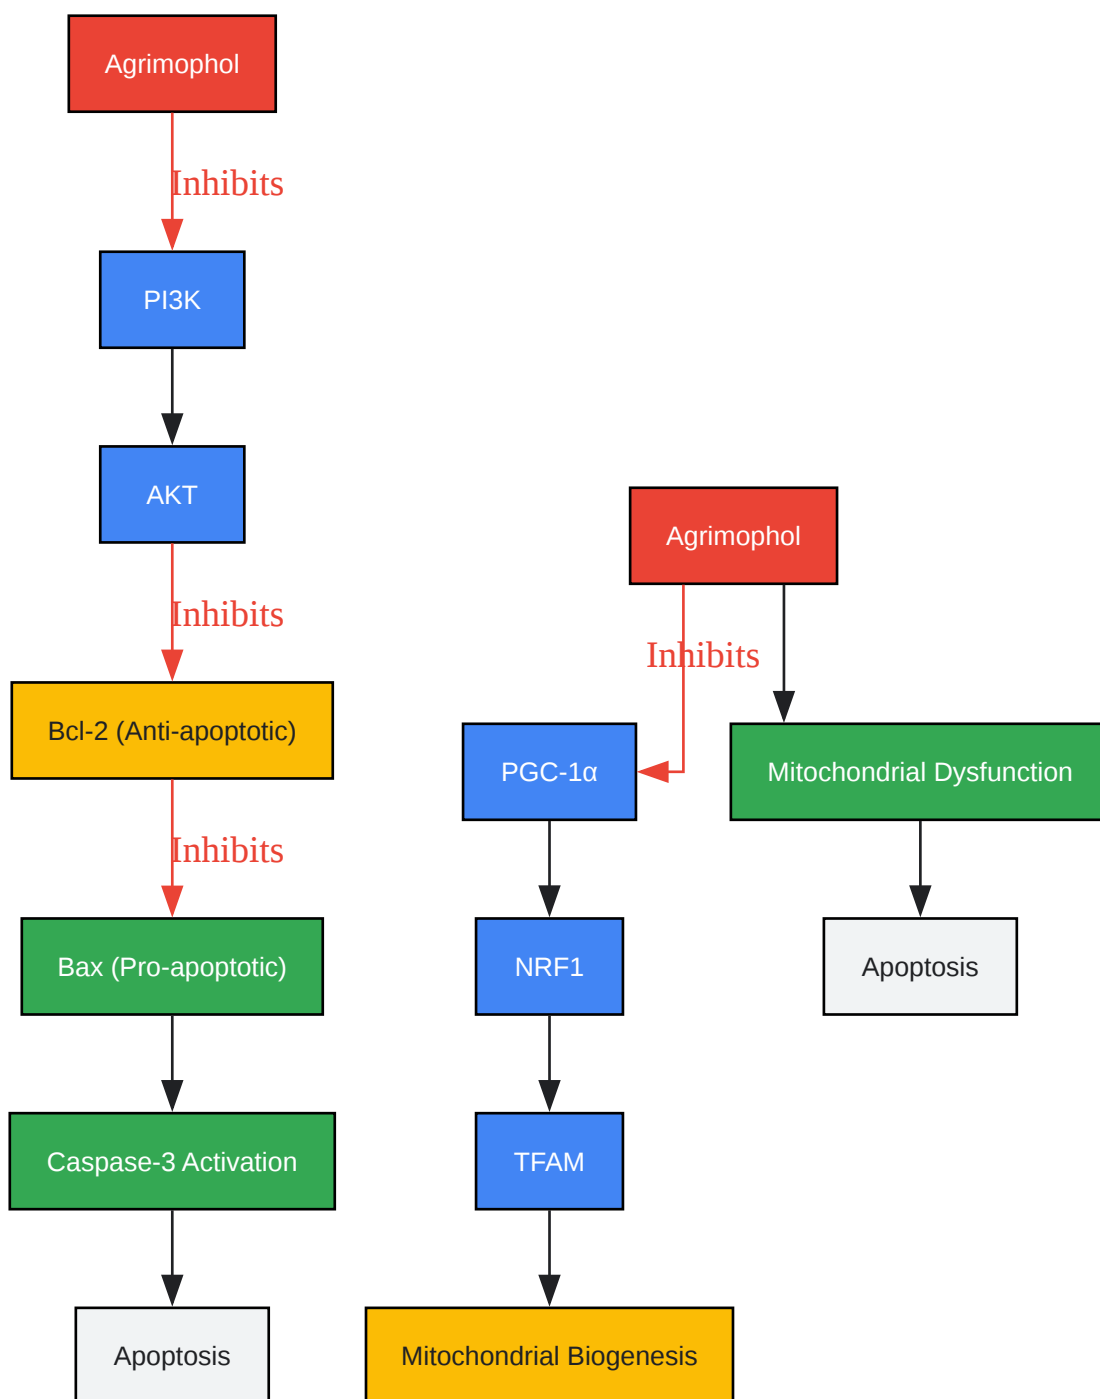 Agrimophol
Inhibits
PI3K
AKT
Inhibits
Bcl-2 (Anti-apoptotic)
Inhibits
Bax (Pro-apoptotic)
Caspase-3 Activation
Apoptosis
Agrimophol
Inhibits
PGC-1α
Mitochondrial Dysfunction
NRF1
Apoptosis
TFAM
Mitochondrial Biogenesis